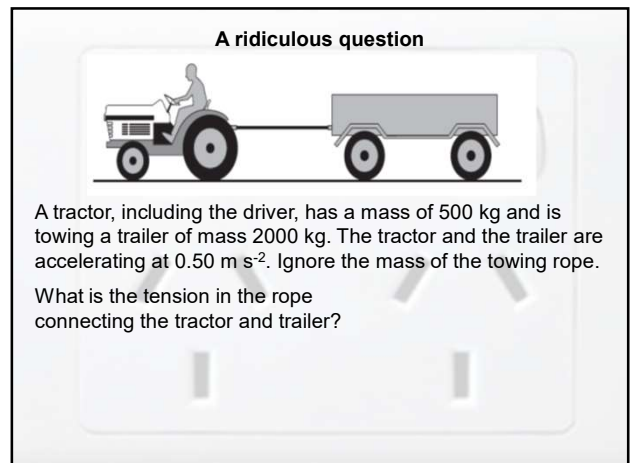 A ridiculous question
A tractor, including the driver, has a mass of 500 kg and is
towing a trailer of mass 2000 kg. The tractor and the trailer are
accelerating at 0.50 m s⁻². Ignore the mass of the towing rope.
What is the tension in the rope
connecting the tractor and trailer?